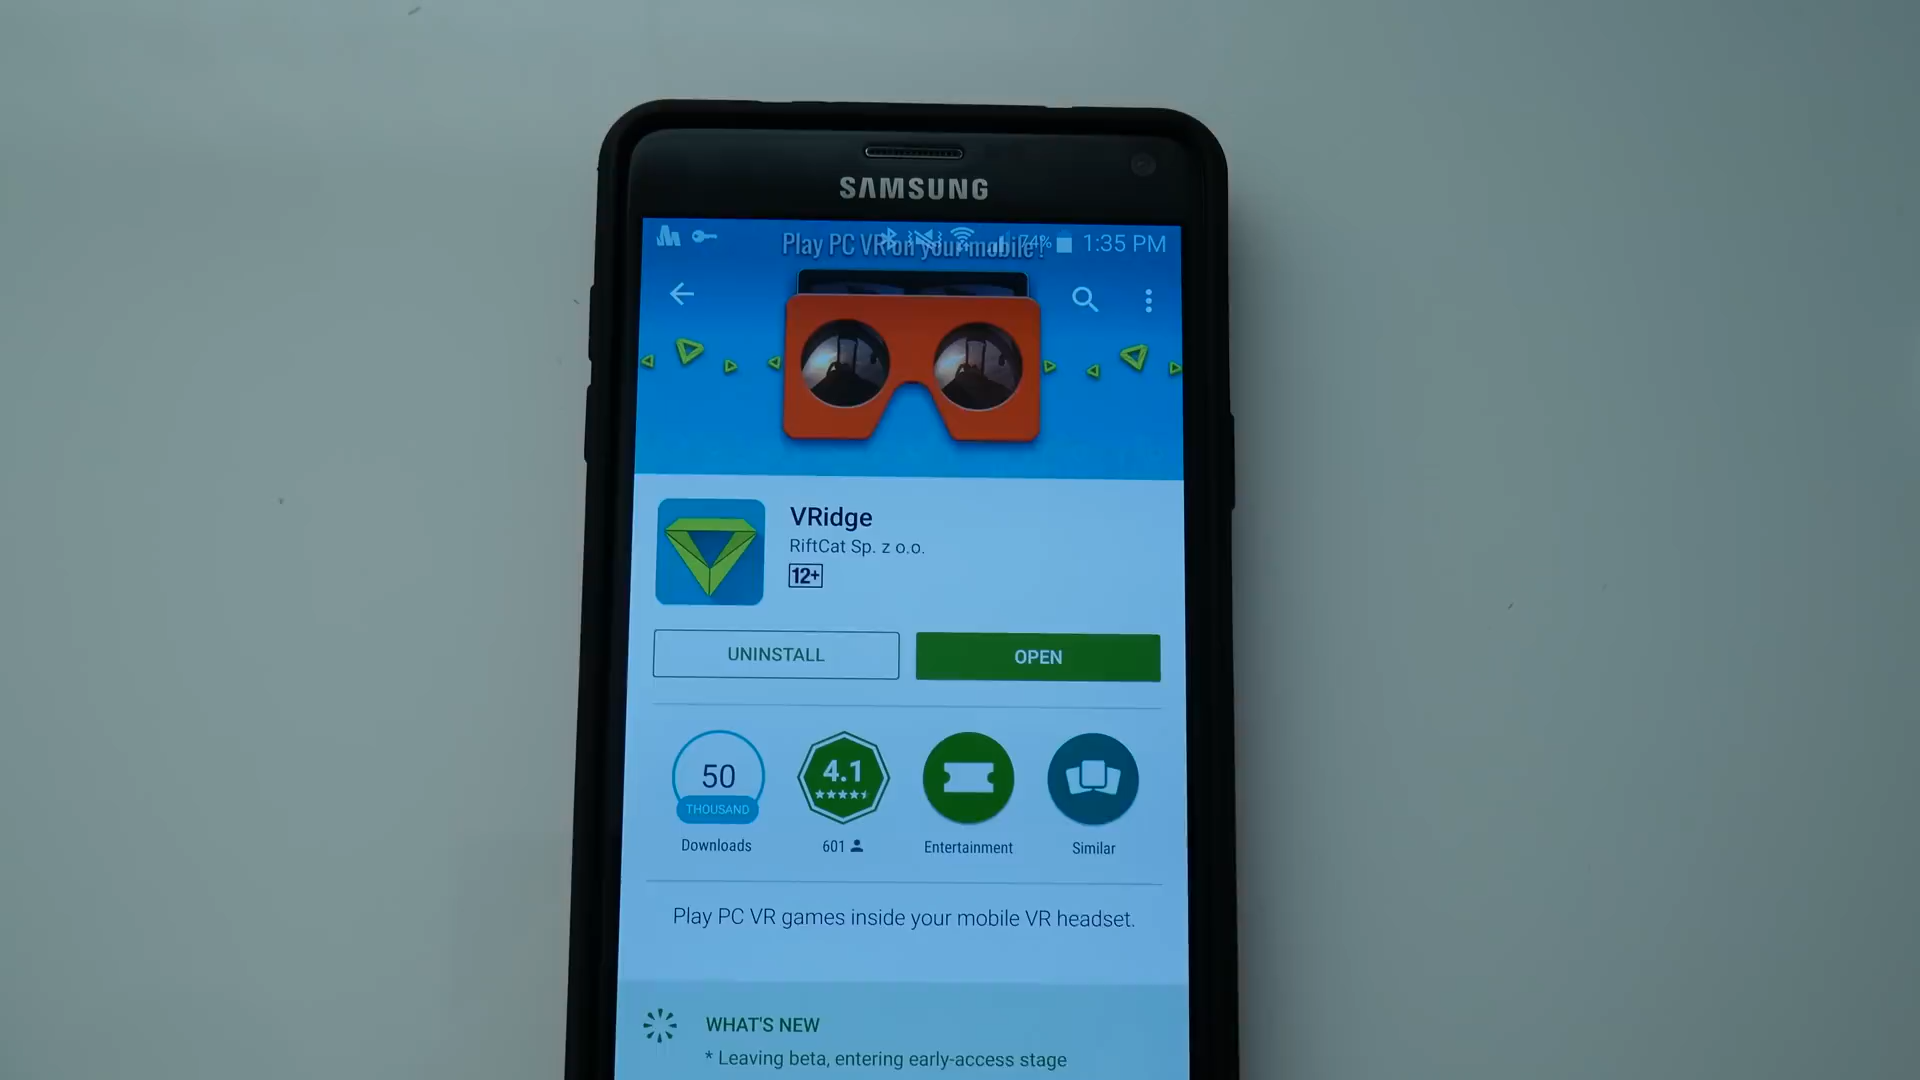 SAMSUNG
Play PC VR on your mobile!
74% 1:35 PM
VRidge
RiftCat Sp. z o.o.
12+
UNINSTALL
OPEN
50
THOUSAND
Downloads
4.1
601
Entertainment
Similar
Play PC VR games inside your mobile VR headset.
WHAT'S NEW
* Leaving beta, entering early-access stage